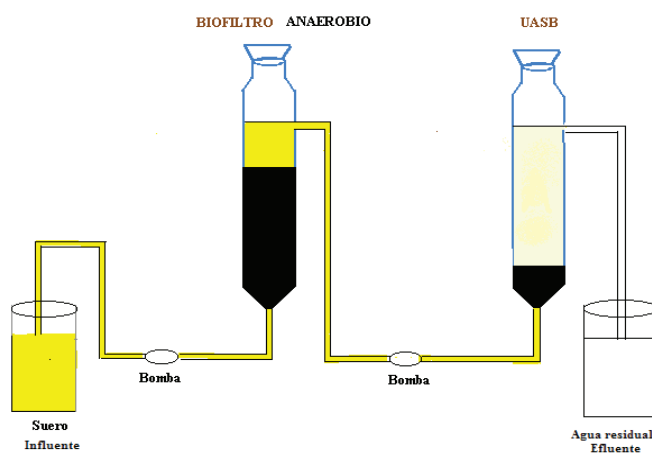 BIOFILTRO ANAEROBIO
UASB
Bomba
Bomba
Suero
Influente
Agua residual
Efluente